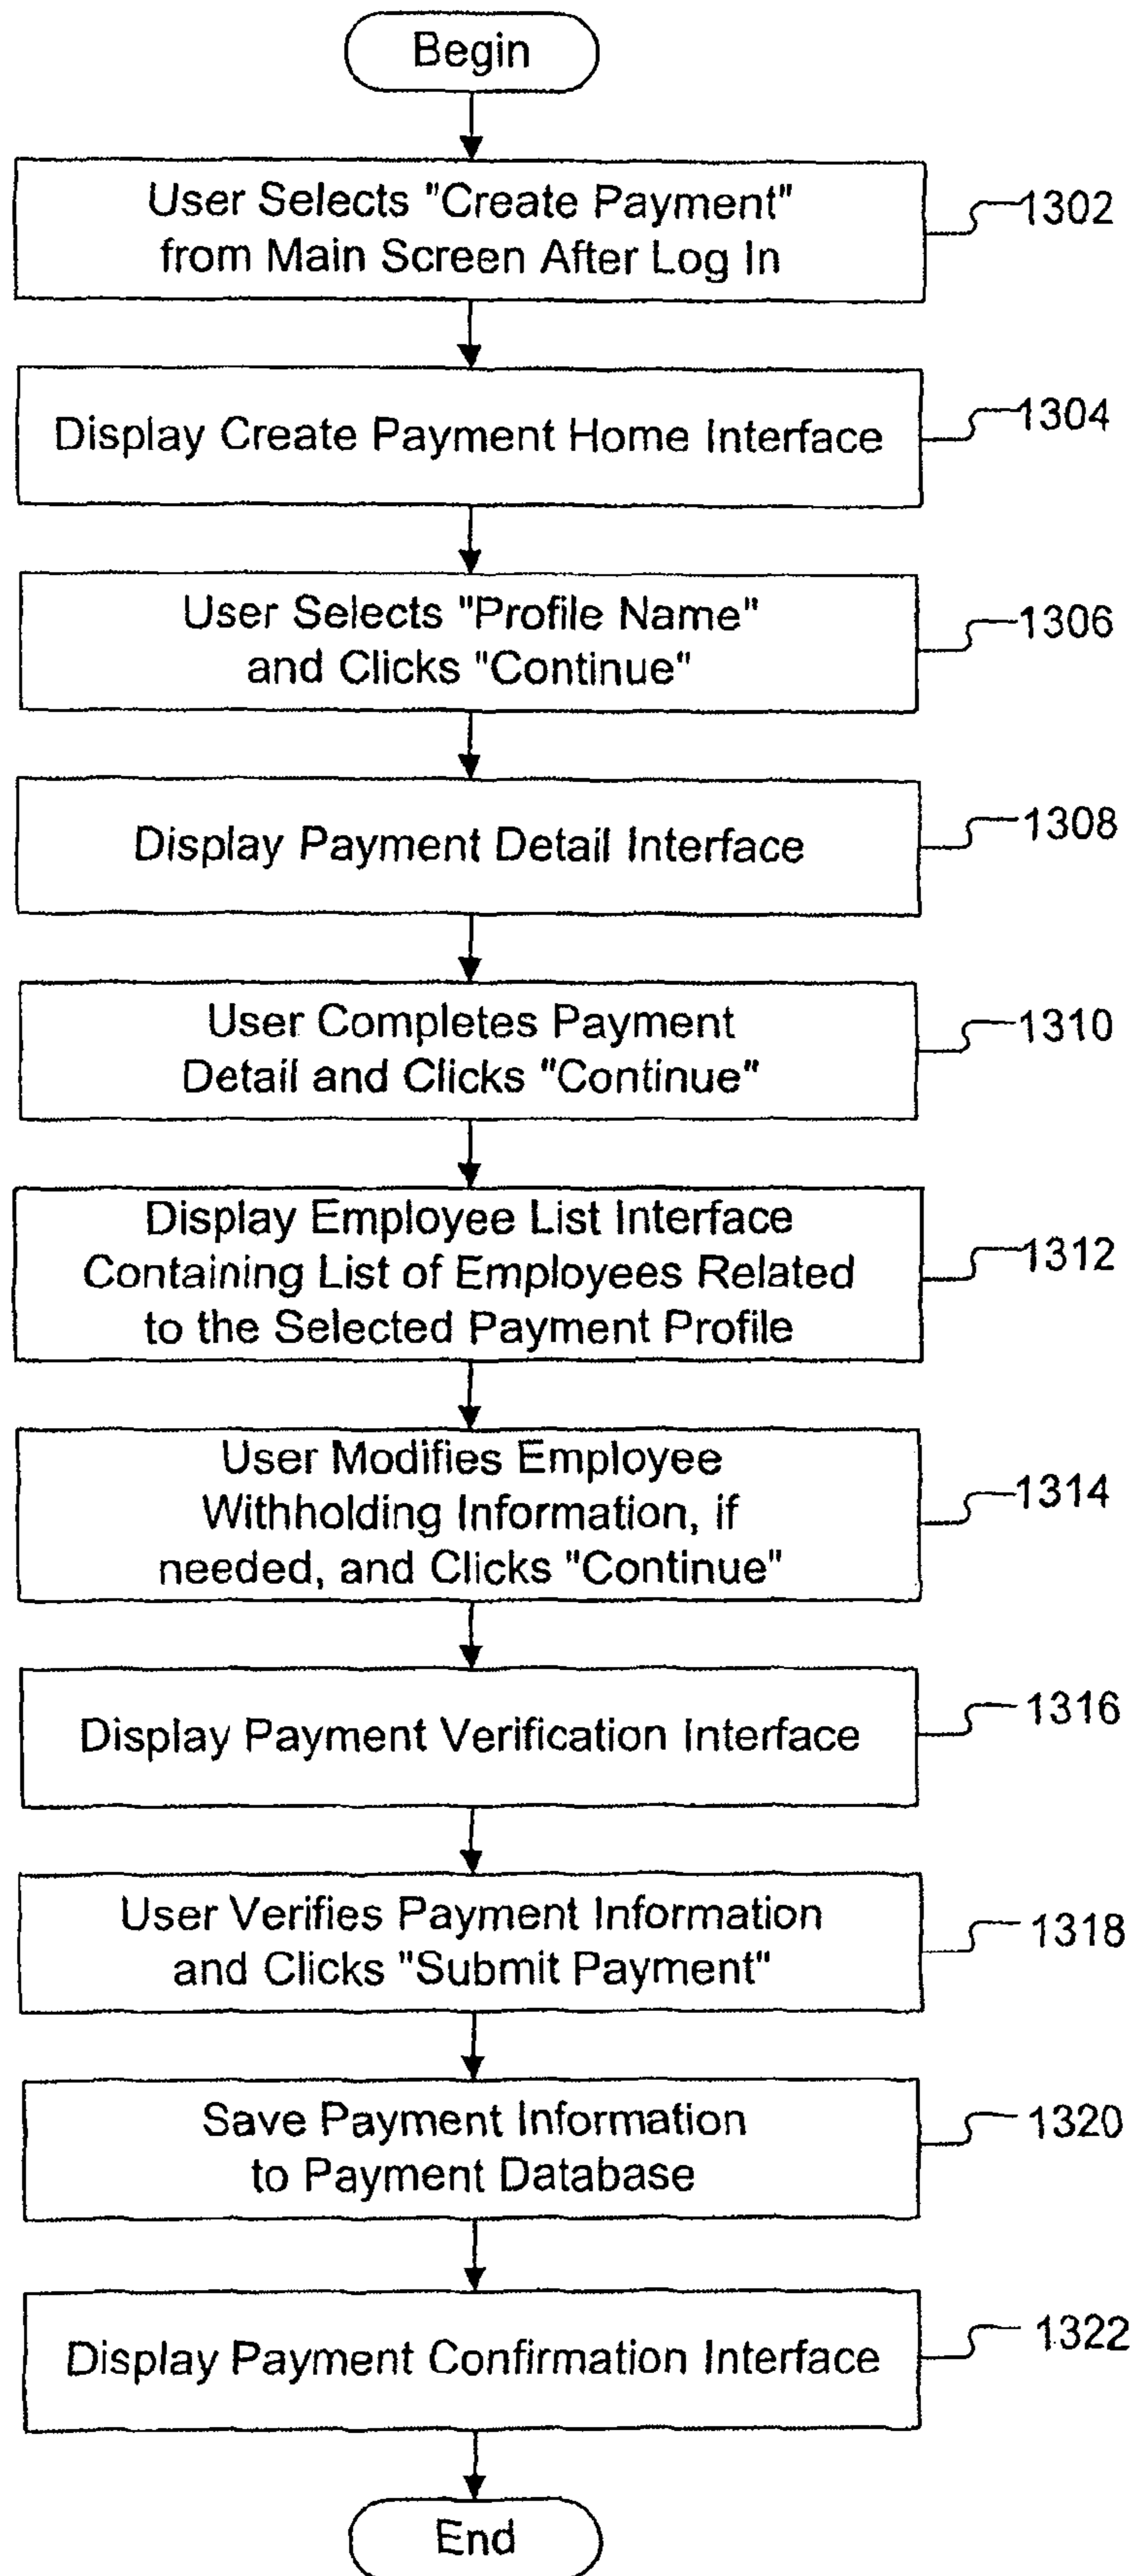 Begin
User Selects "Create Payment"
from Main Screen After Log In
1302
Display Create Payment Home Interface
1304
User Selects "Profile Name"
and Clicks "Continue"
1306
Display Payment Detail Interface
1308
User Completes Payment
Detail and Clicks "Continue"
1310
Display Employee List Interface
Containing List of Employees Related
to the Selected Payment Profile
1312
User Modifies Employee
Withholding Information, if
needed, and Clicks "Continue"
1314
Display Payment Verification Interface
1316
User Verifies Payment Information
and Clicks "Submit Payment"
1318
Save Payment Information
to Payment Database
1320
Display Payment Confirmation Interface
1322
End